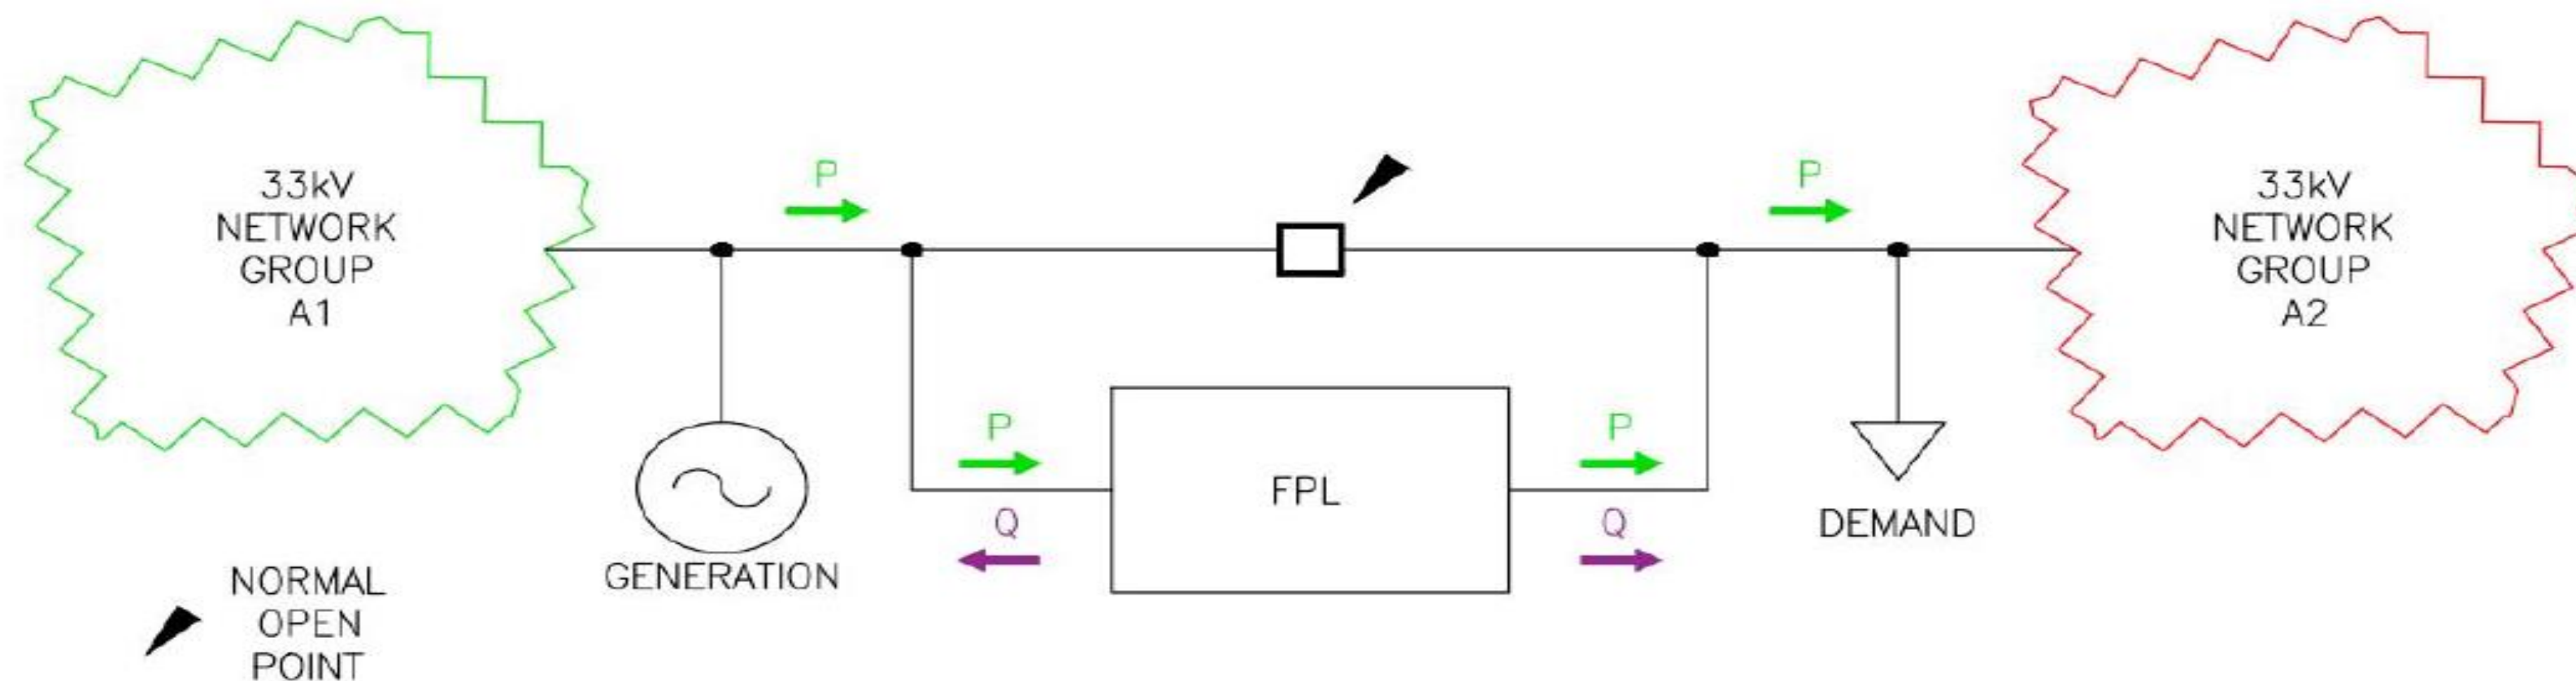 33kV
NETWORK
GROUP
A1
P
P
33kV
NETWORK
GROUP
A2
P
Q
FPL
P
Q
GENERATION
DEMAND
NORMAL
OPEN
POINT